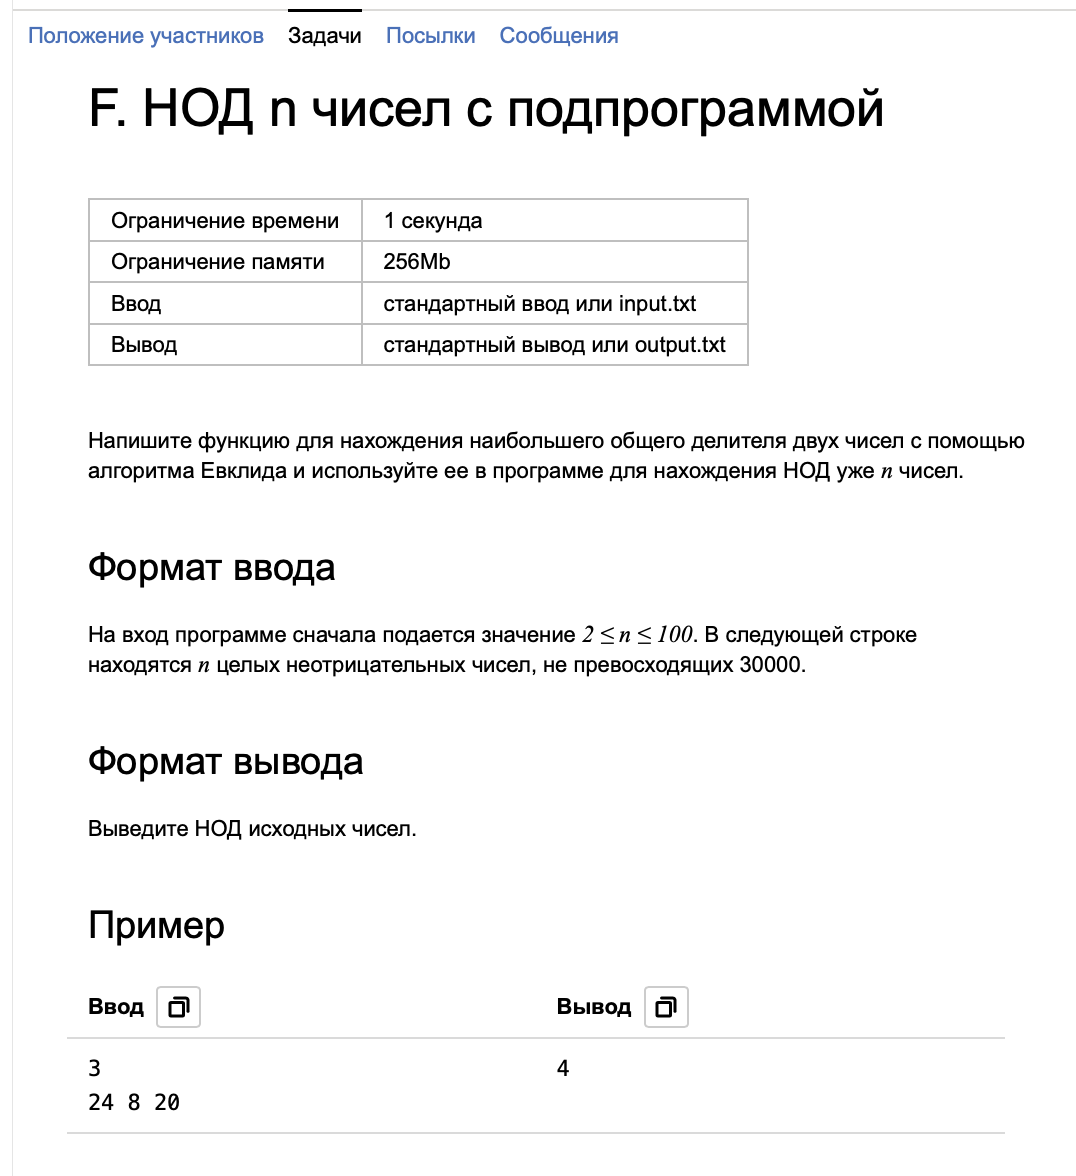 Положение участников Задачи Посылки Сообщения
F. НОД n чисел с подпрограммой
Ограничение времени 1 секунда
Ограничение памяти 256Mb
Ввод стандартный ввод или input.txt
Вывод стандартный вывод или output.txt
Напишите функцию для нахождения наибольшего общего делителя двух чисел с помощью
алгоритма Евклида и используйте ее в программе для нахождения НОД уже n чисел.
Формат ввода
На вход программе сначала подается значение 2 ≤ n ≤ 100. В следующей строке
находятся n целых неотрицательных чисел, не превосходящих 30000.
Формат вывода
Выведите НОД исходных чисел.
Пример
Ввод Вывод
3 4
24 8 20